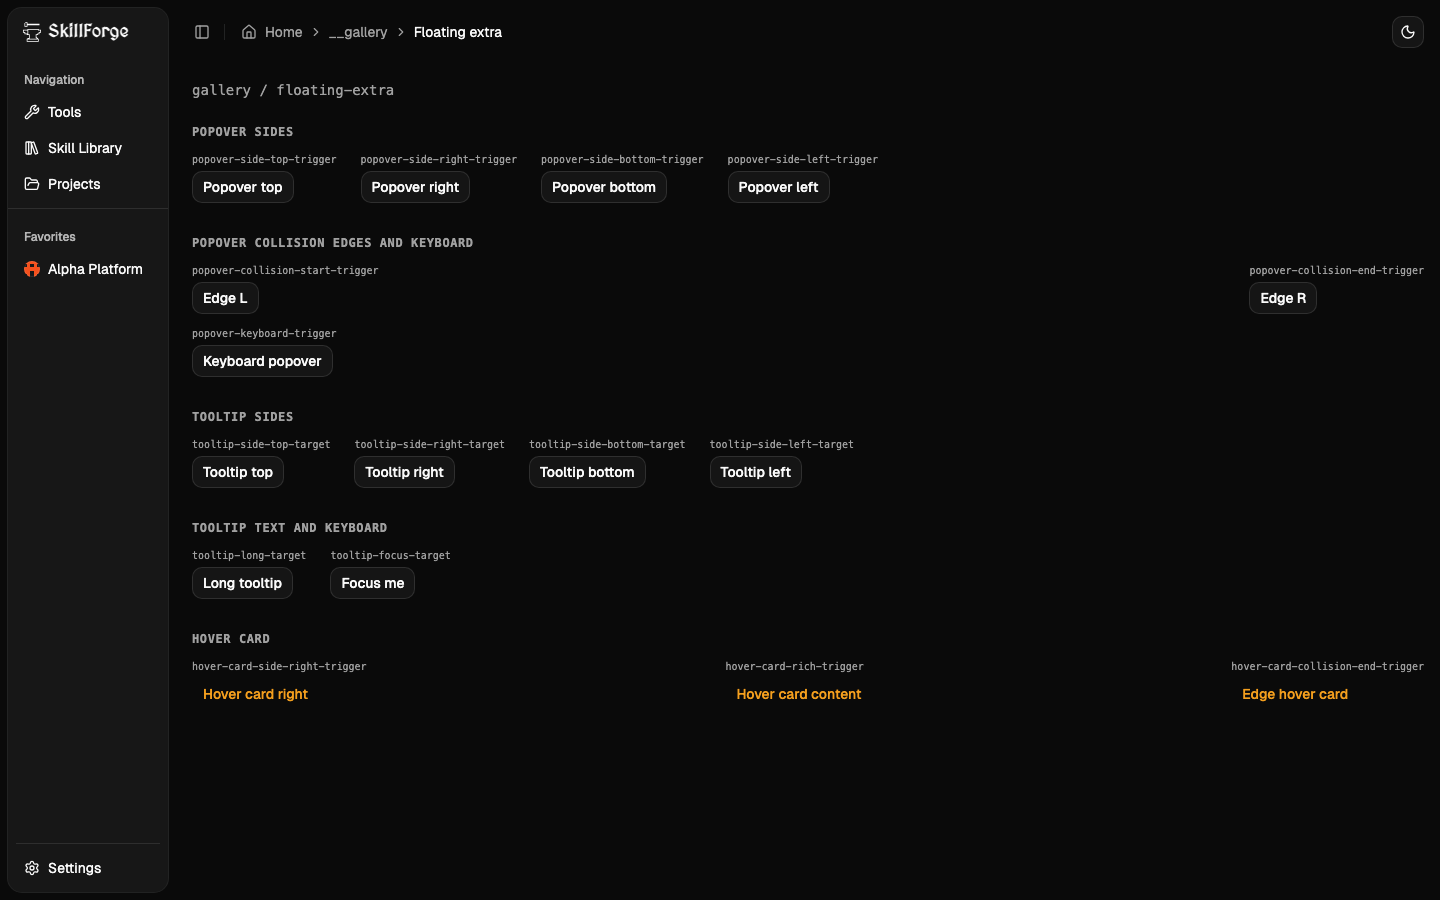 SkillForge
Home > __gallery > Floating extra
Navigation
Tools
Skill Library
Projects
Favorites
Alpha Platform
Settings
gallery / floating-extra
POPOVER SIDES
popover-side-top-trigger popover-side-right-trigger popover-side-bottom-trigger popover-side-left-trigger
Popover top Popover right Popover bottom Popover left
POPOVER COLLISION EDGES AND KEYBOARD
popover-collision-start-trigger popover-collision-end-trigger
Edge L Edge R
popover-keyboard-trigger
Keyboard popover
TOOLTIP SIDES
tooltip-side-top-target tooltip-side-right-target tooltip-side-bottom-target tooltip-side-left-target
Tooltip top Tooltip right Tooltip bottom Tooltip left
TOOLTIP TEXT AND KEYBOARD
tooltip-long-target tooltip-focus-target
Long tooltip Focus me
HOVER CARD
hover-card-side-right-trigger hover-card-rich-trigger hover-card-collision-end-trigger
Hover card right Hover card content Edge hover card